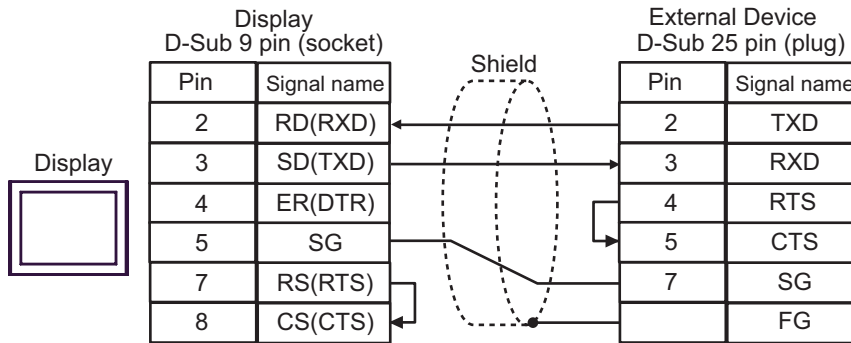 Display
D-Sub 9 pin (socket)
External Device
D-Sub 25 pin (plug)
Shield
Pin Signal name
2 RD(RXD)
3 SD(TXD)
4 ER(DTR)
5 SG
7 RS(RTS)
8 CS(CTS)
Pin Signal name
2 TXD
3 RXD
4 RTS
5 CTS
7 SG
FG
Display